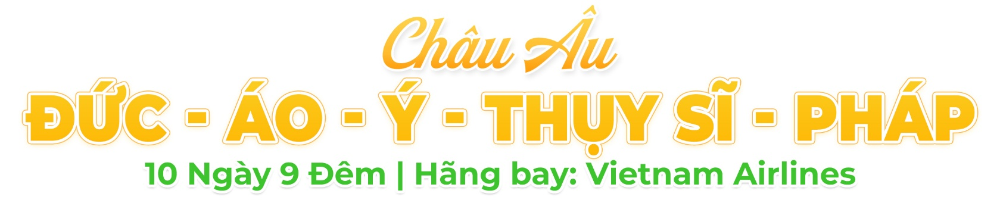 Châu Âu
ĐỨC - ÁO - Ý - THỤY SĨ - PHÁP
10 Ngày 9 Đêm | Hãng bay: Vietnam Airlines